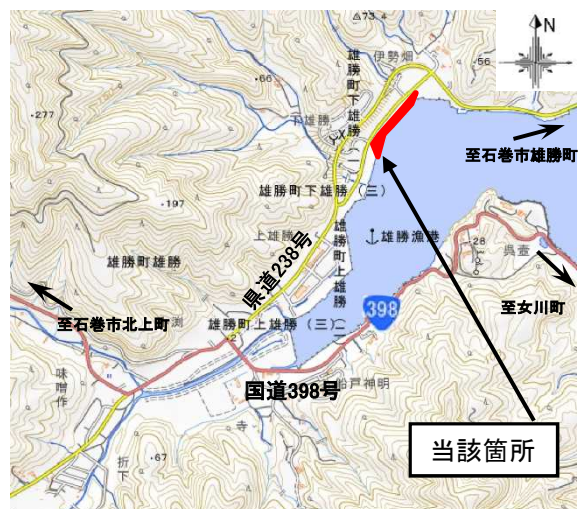 ▵73.4
N
伊勢畑
・66
・56
雄勝町下雄勝(二)
下雄勝
・277
至石巻市雄勝町
雄勝町下雄勝(三)
・197
上雄勝
雄勝漁港
・28
呉壺
雄勝町雄勝
県道238号
雄勝町上雄勝(二)
398
至女川町
至石巻市北上町
渕
雄勝町上雄勝(三)
・2
味噌作
国道398号
船戸神明
寺
折下
・67
当該箇所